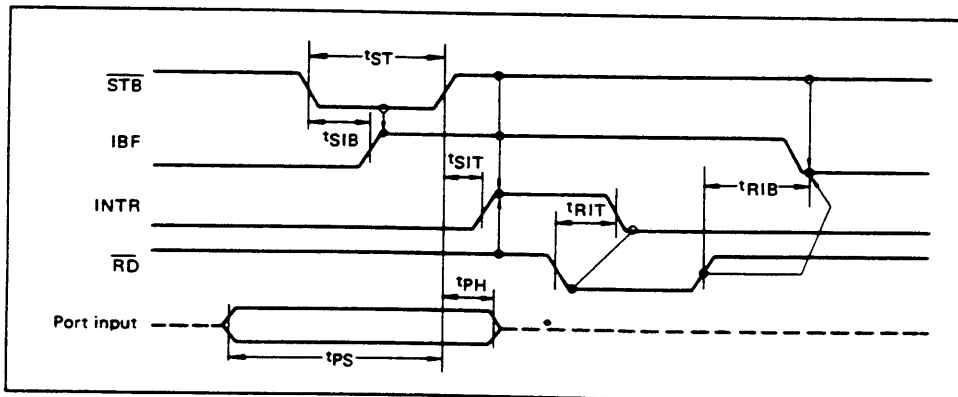 tST
STB
tSIB
IBF
tSIT
INTR
tRIT
tRIB
RD
tPH
Port input
tPS